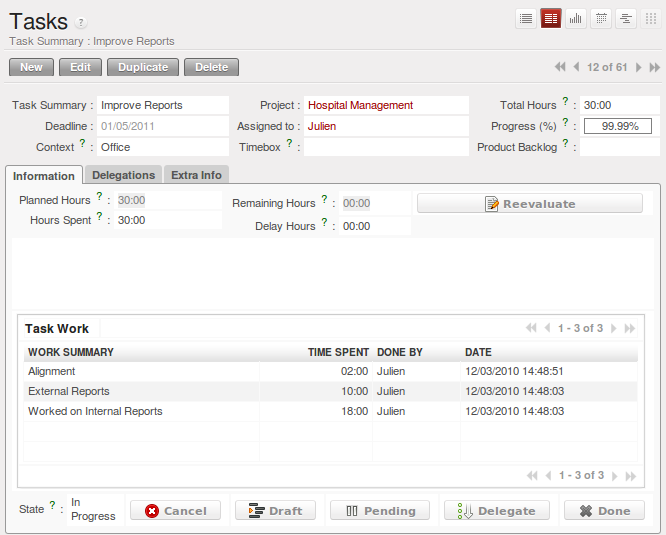 Tasks ?
Task Summary : Improve Reports
New Edit Duplicate Delete 12 of 61
Task Summary : Improve Reports Project : Hospital Management Total Hours ? : 30:00
Deadline : 01/05/2011 Assigned to : Julien Progress (%) ? : 99.99%
Context ? : Office Timebox ? : Product Backlog ? :
Information Delegations Extra Info
Planned Hours ? : 30:00 Remaining Hours ? : 00:00 Reevaluate
Hours Spent ? : 30:00 Delay Hours ? : 00:00
Task Work 1 - 3 of 3
WORK SUMMARY TIME SPENT DONE BY DATE
Alignment 02:00 Julien 12/03/2010 14:48:51
External Reports 10:00 Julien 12/03/2010 14:48:03
Worked on Internal Reports 18:00 Julien 12/03/2010 14:48:03
1 - 3 of 3
State ? : In Progress Cancel Draft Pending Delegate Done